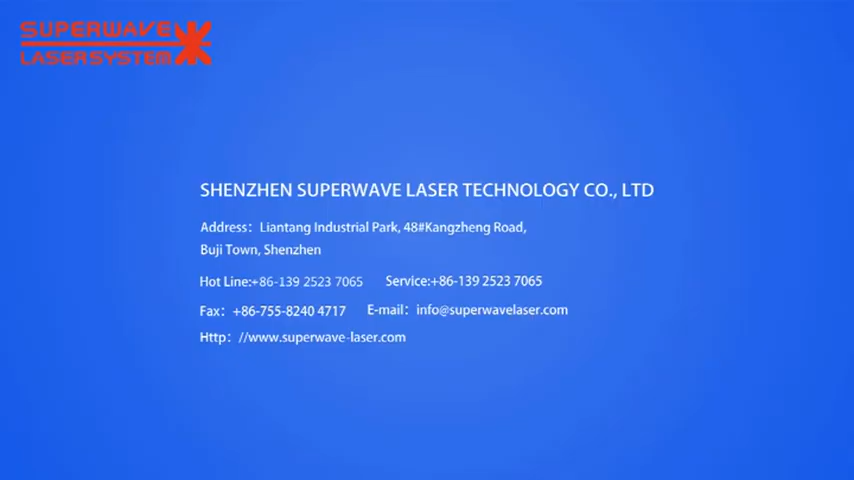 SUPERWAVE
LASER SYSTEM
SHENZHEN SUPERWAVE LASER TECHNOLOGY CO., LTD
Address：Liantang Industrial Park, 48#Kangzheng Road,
Buji Town, Shenzhen
Hot Line:+86-139 2523 7065 Service:+86-139 2523 7065
Fax：+86-755-8240 4717 E-mail：info@superwavelaser.com
Http：//www.superwave-laser.com